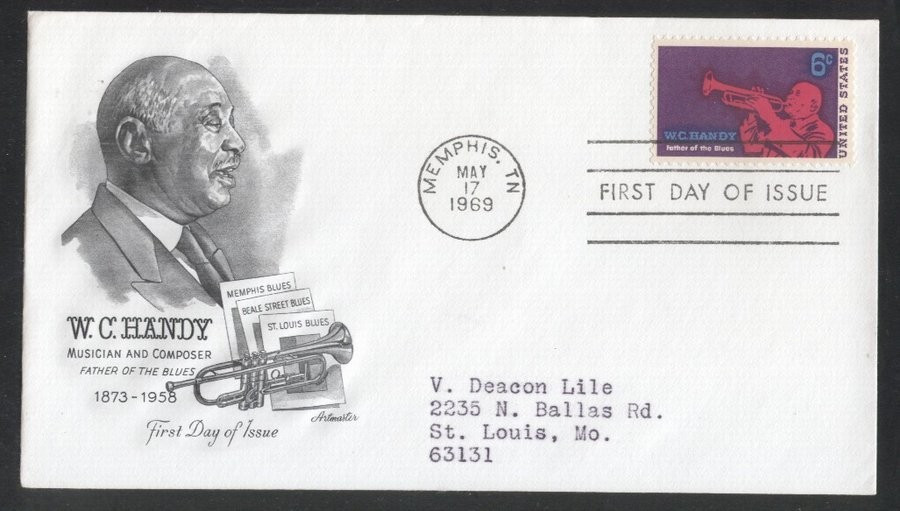 MEMPHIS BLUES
BEALE STREET BLUES
ST. LOUIS BLUES
W. C. HANDY
MUSICIAN AND COMPOSER
FATHER OF THE BLUES
1873-1958
First Day of Issue
Artmaster
MEMPHIS, TN
MAY
17
1969
6c
UNITED STATES
W.C. HANDY
Father of the Blues
FIRST DAY OF ISSUE
V. Deacon Lile
2235 N. Ballas Rd.
St. Louis, Mo.
63131